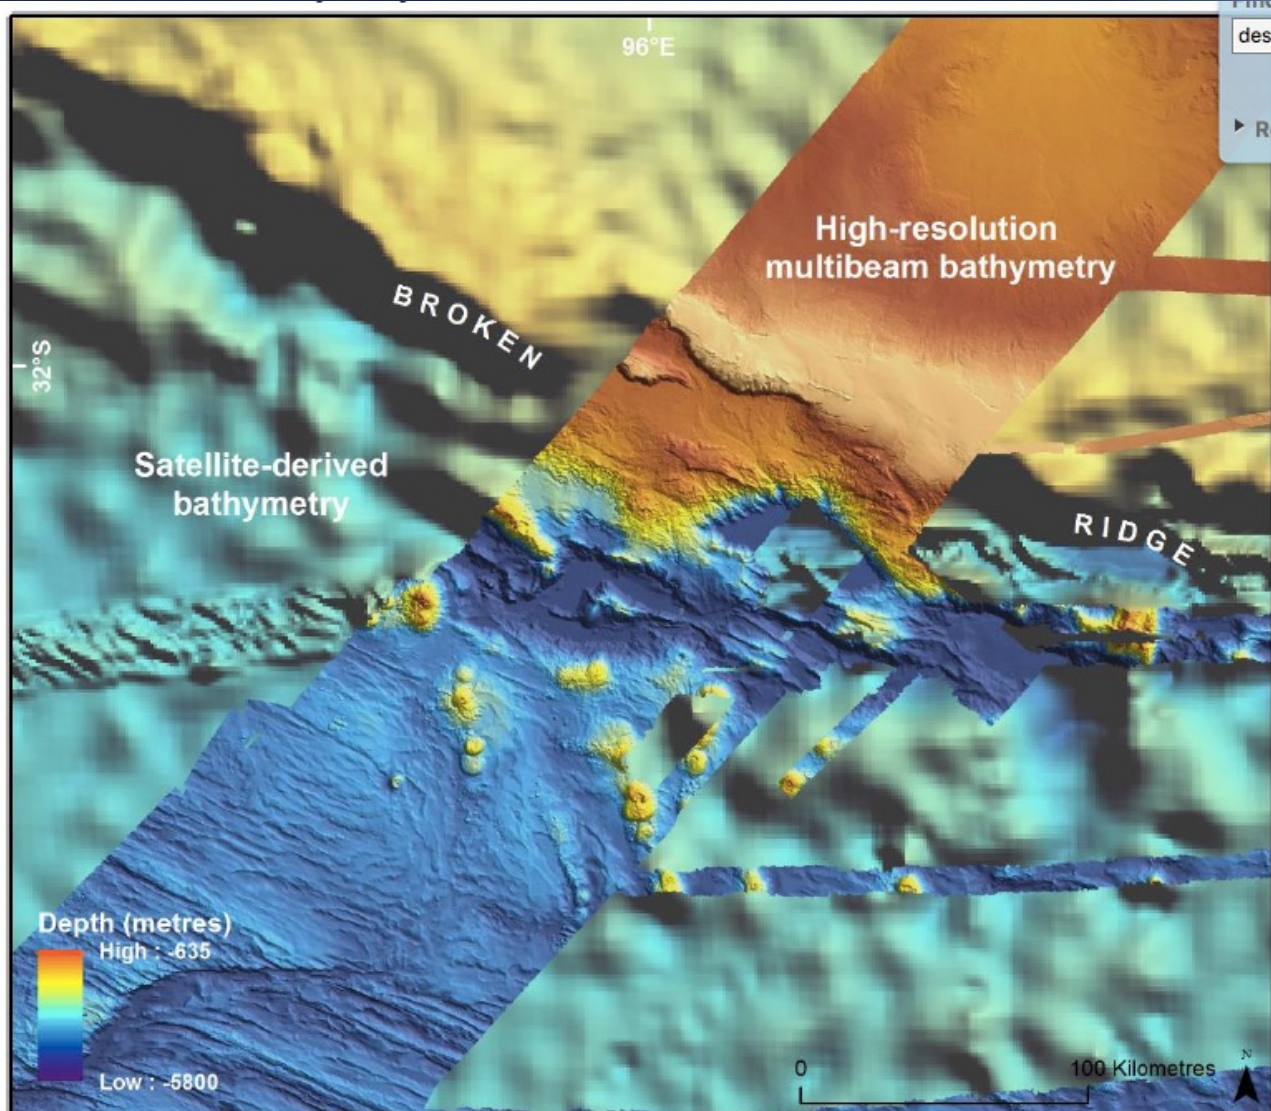 96°E
des
High-resolution
multibeam bathymetry
BROKEN
32°S
Satellite-derived
bathymetry
RIDGE
Depth (metres)
High : -635
Low : -5800
0 100 Kilometres
N